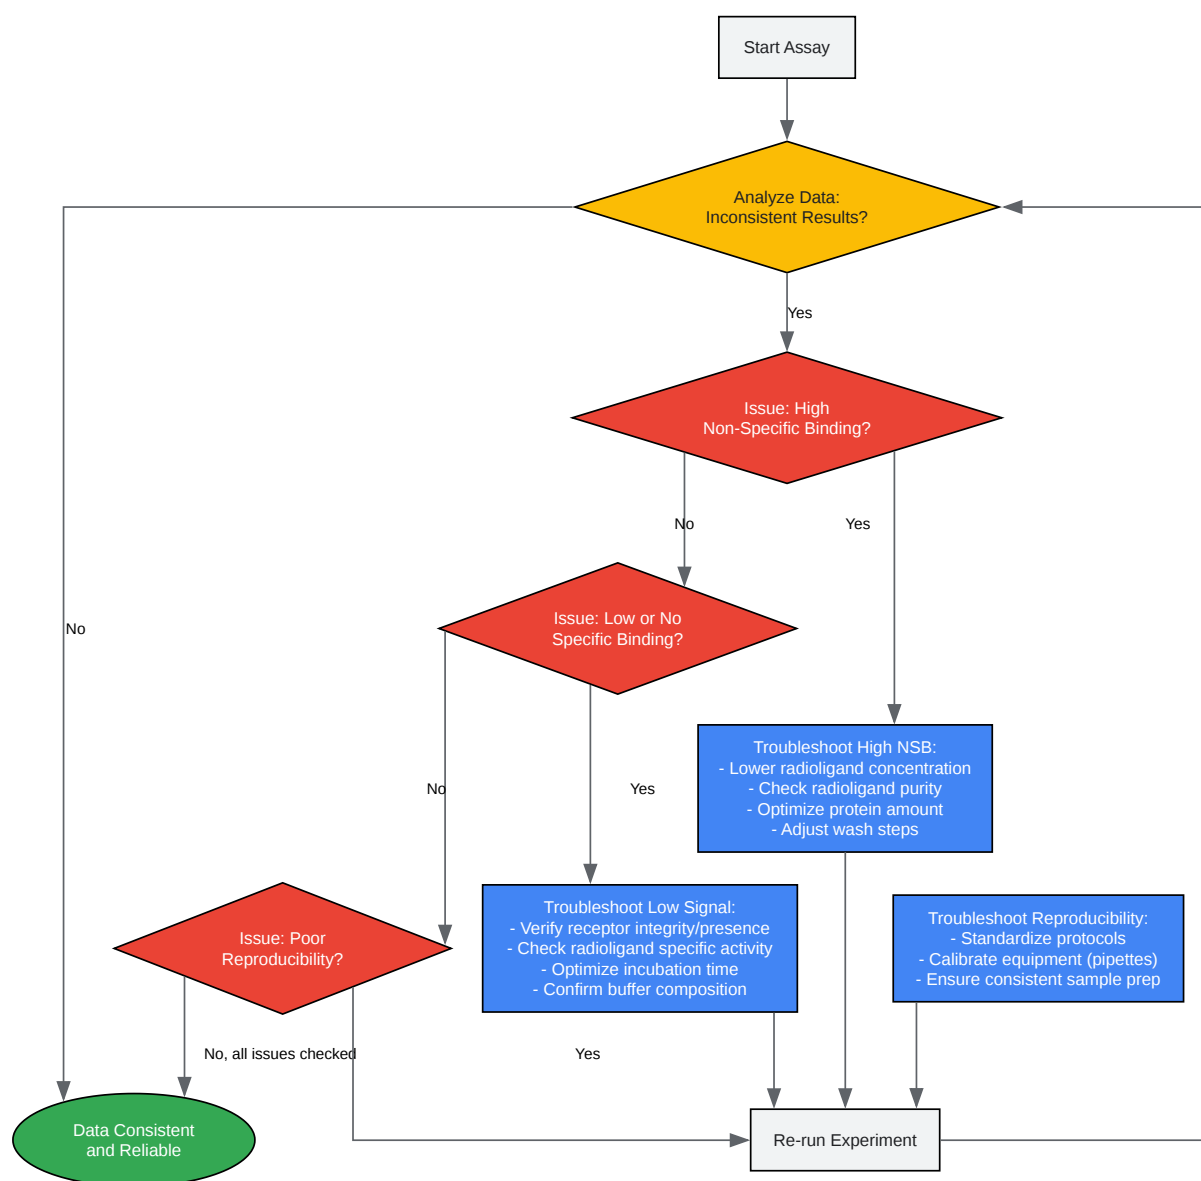 Start Assay
Analyze Data:
Inconsistent Results?
Yes
Issue: High
Non-Specific Binding?
No
Yes
Issue: Low or No
Specific Binding?
No
Troubleshoot High NSB:
- Lower radioligand concentration
- Check radioligand purity
- Optimize protein amount
- Adjust wash steps
No
Yes
Troubleshoot Low Signal:
- Verify receptor integrity/presence
- Check radioligand specific activity
- Optimize incubation time
- Confirm buffer composition
Troubleshoot Reproducibility:
- Standardize protocols
- Calibrate equipment (pipettes)
- Ensure consistent sample prep
Issue: Poor
Reproducibility?
No, all issues checked
Yes
Data Consistent
and Reliable
Re-run Experiment